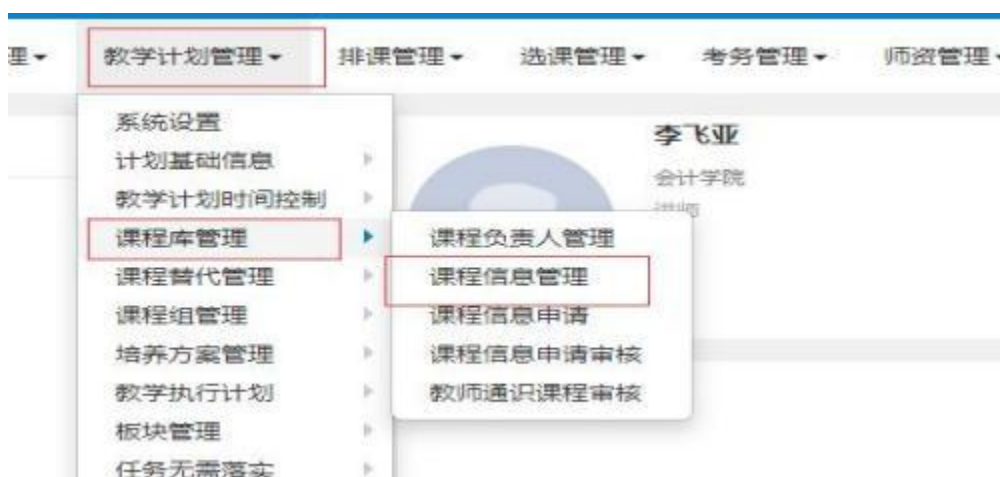 理 教学计划管理 排课管理 选课管理 考务管理 师资管理
系统设置
计划基础信息
教学计划时间控制
课程库管理
课程替代管理
课程组管理
培养方案管理
教学执行计划
板块管理
任务无需落实
课程负责人管理
课程信息管理
课程信息申请
课程信息申请审核
教师通识课程审核
李飞亚
会计学院
讲师